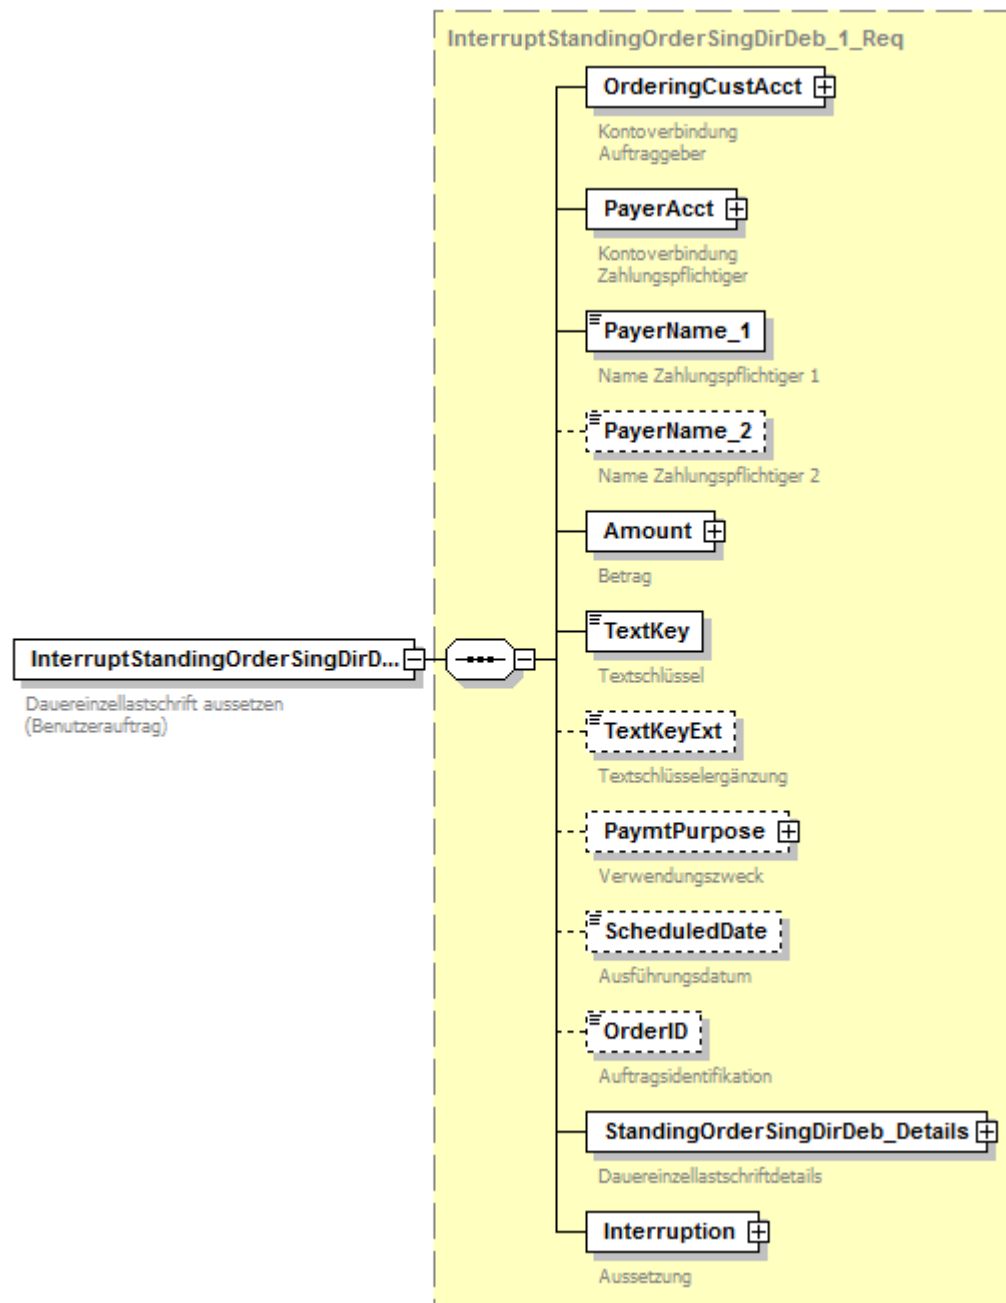 InterruptStandingOrderSingDirDeb_1_Req
OrderingCustAcct
Kontoverbindung
Auftraggeber
PayerAcct
Kontoverbindung
Zahlungspflichtiger
PayerName_1
Name Zahlungspflichtiger 1
PayerName_2
Name Zahlungspflichtiger 2
Amount
Betrag
TextKey
Textschlüssel
InterruptStandingOrderSingDirD...
Dauereinzellastschrift aussetzen
(Benutzerauftrag)
TextKeyExt
Textschlüsselergänzung
PaymtPurpose
Verwendungszweck
ScheduledDate
Ausführungsdatum
OrderID
Auftragsidentifikation
StandingOrderSingDirDeb_Details
Dauereinzellastschriftdetails
Interruption
Aussetzung